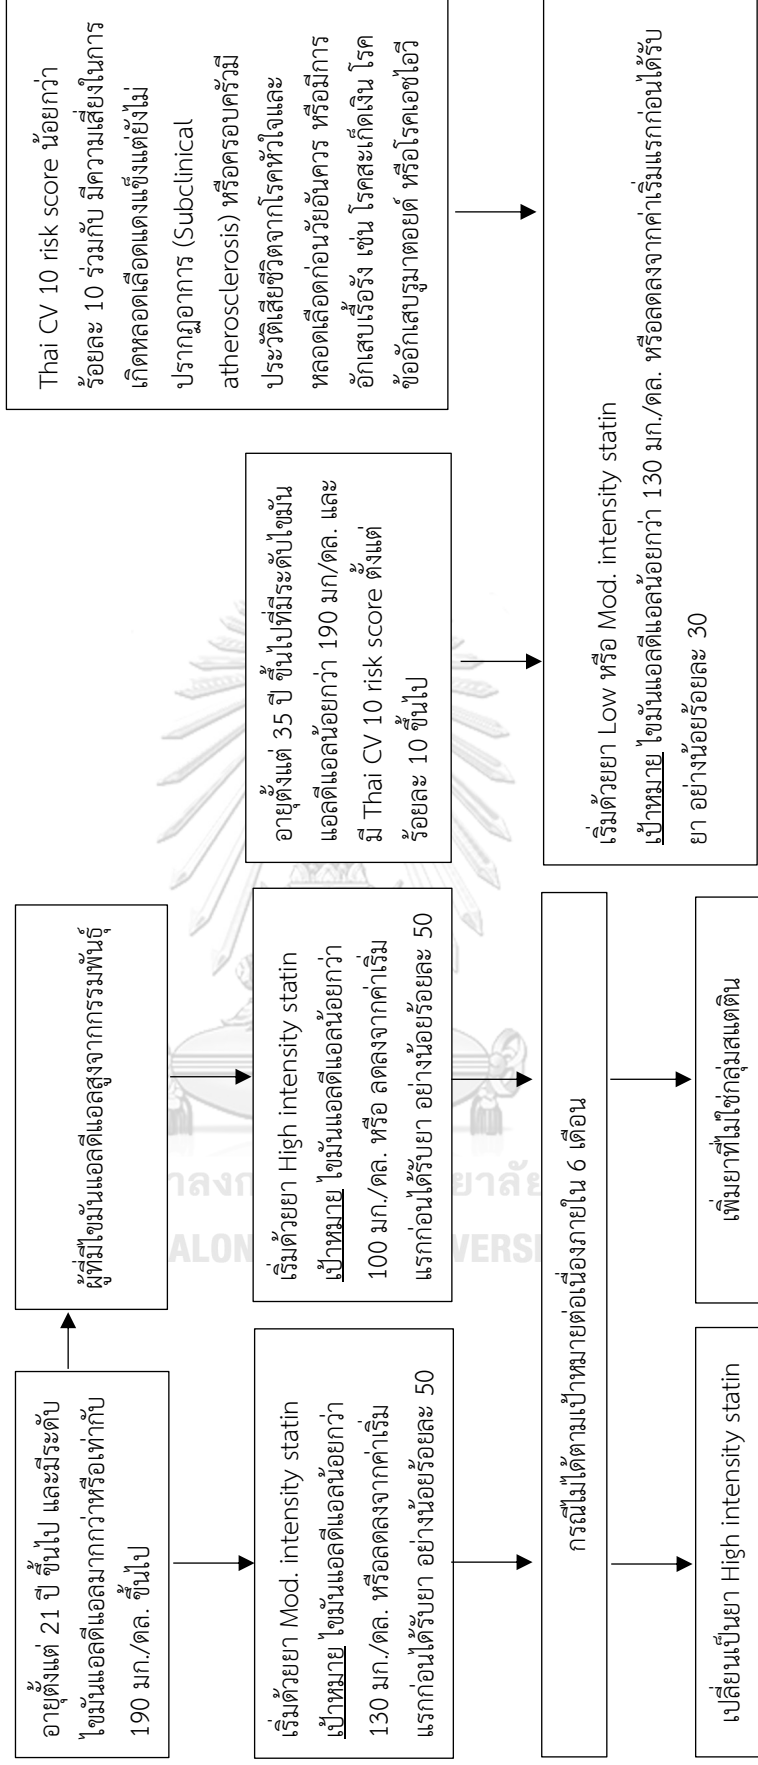 อายุตั้งแต่ 21 ปี ขึ้นไป และมีระดับ
ไขมันแอลดีแอลมากกว่าหรือเท่ากับ
190 มก./ดล. ขึ้นไป
ผู้ที่มีไขมันแอลดีแอลสูงจากกรรมพันธุ์
เริ่มด้วยยา Mod. intensity statin
เป้าหมาย ไขมันแอลดีแอลน้อยกว่า
130 มก./ดล. หรือลดลงจากค่าเริ่ม
แรกก่อนได้รับยา อย่างน้อยร้อยละ 50
เริ่มด้วยยา High intensity statin
เป้าหมาย ไขมันแอลดีแอลน้อยกว่า
100 มก./ดล. หรือ ลดลงจากค่าเริ่ม
แรกก่อนได้รับยา อย่างน้อยร้อยละ 50
กรณีไม่ได้ตามเป้าหมายต่อเนื่องภายใน 6 เดือน
เปลี่ยนเป็นยา High intensity statin
เพิ่มยาที่ไม่ใช่กลุ่มสแตติน
อายุตั้งแต่ 35 ปี ขึ้นไปที่มีระดับไขมัน
แอลดีแอลน้อยกว่า 190 มก/ดล. และ
มี Thai CV 10 risk score ตั้งแต่
ร้อยละ 10 ขึ้นไป
Thai CV 10 risk score น้อยกว่า
ร้อยละ 10 ร่วมกับ มีความเสี่ยงในการ
เกิดหลอดเลือดแดงแข็งแต่ยังไม่
ปรากฏอาการ (Subclinical
atherosclerosis) หรือครอบครัวมี
ประวัติเสียชีวิตจากโรคหัวใจและ
หลอดเลือดก่อนวัยอันควร หรือมีการ
อักเสบเรื้อรัง เช่น โรคสะเก็ดเงิน โรค
ข้ออักเสบรูมาตอยด์ หรือโรคเอชไอวี
เริ่มด้วยยา Low หรือ Mod. intensity statin
เป้าหมาย ไขมันแอลดีแอลน้อยกว่า 130 มก./ดล. หรือลดลงจากค่าเริ่มแรกก่อนได้รับ
ยา อย่างน้อยร้อยละ 30